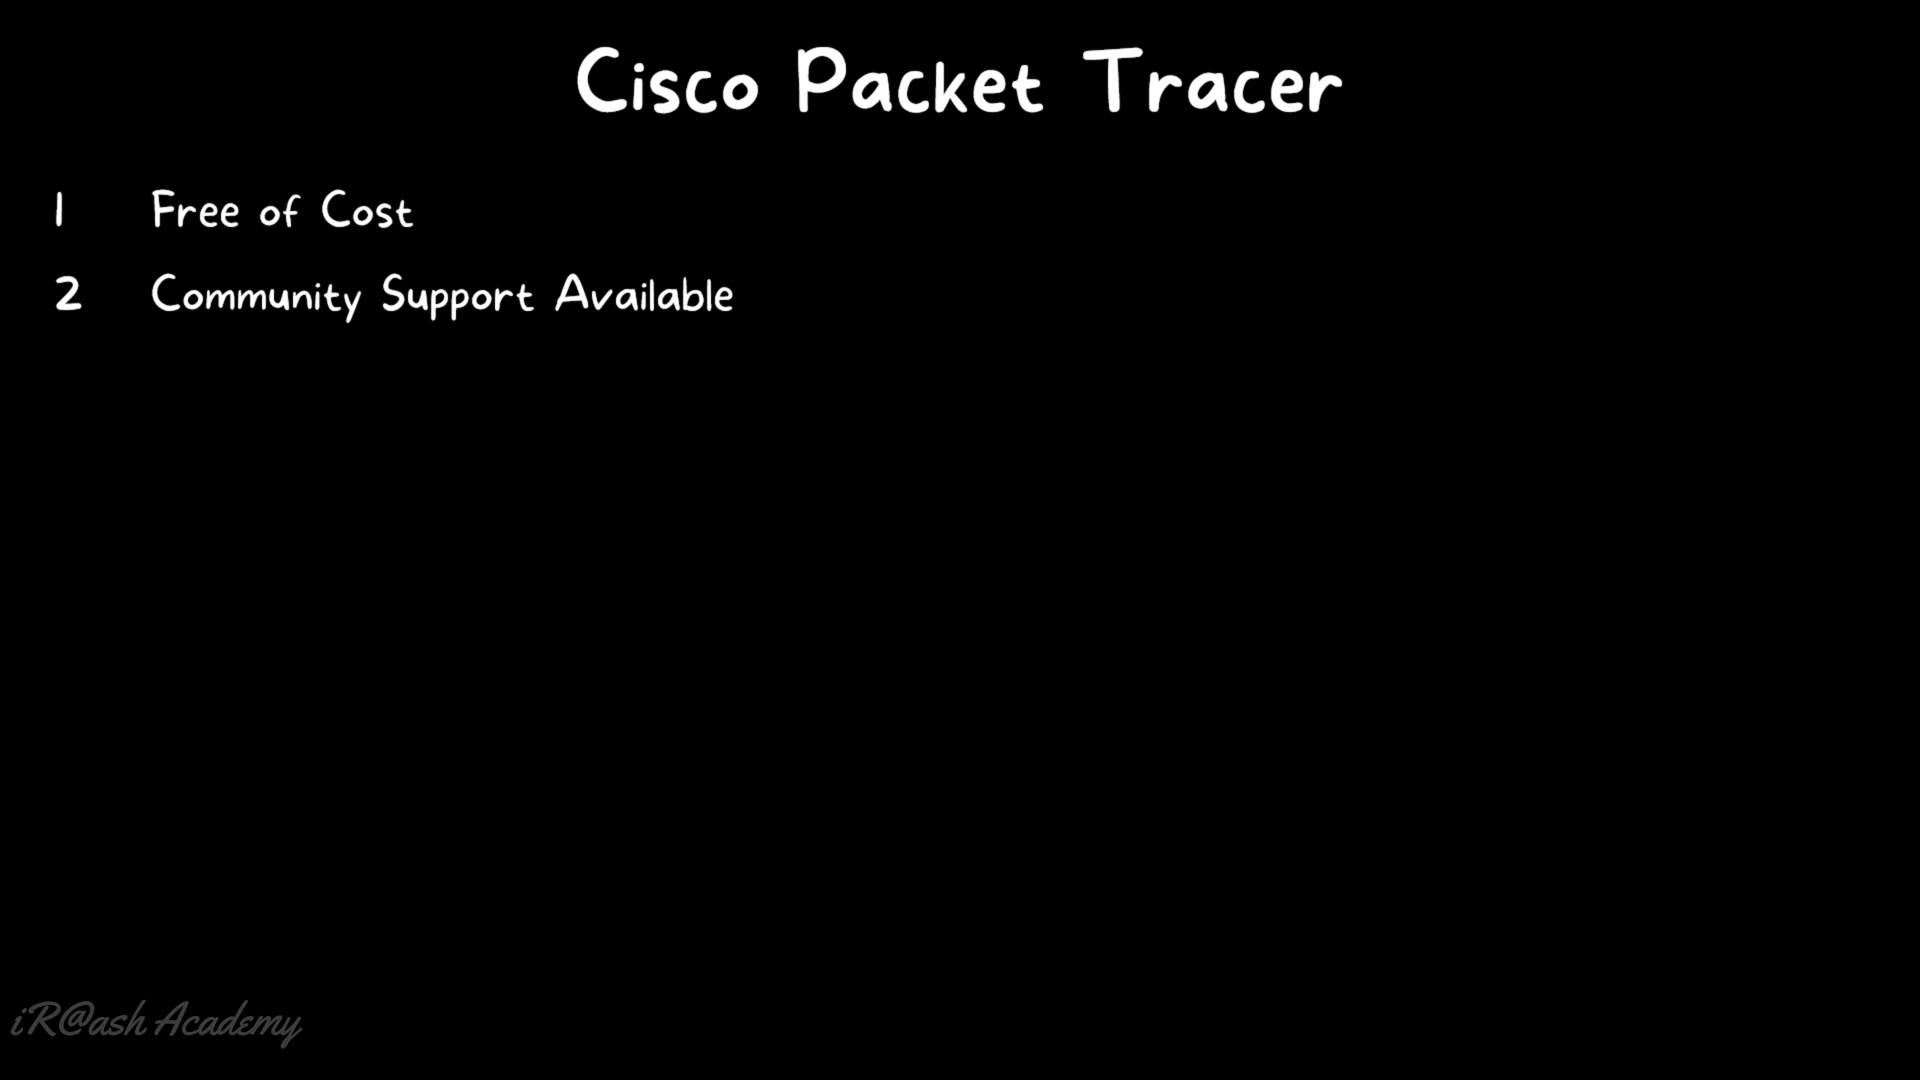 Cisco Packet Tracer
1 Free of Cost
2 Community Support Available
iR@ash Academy